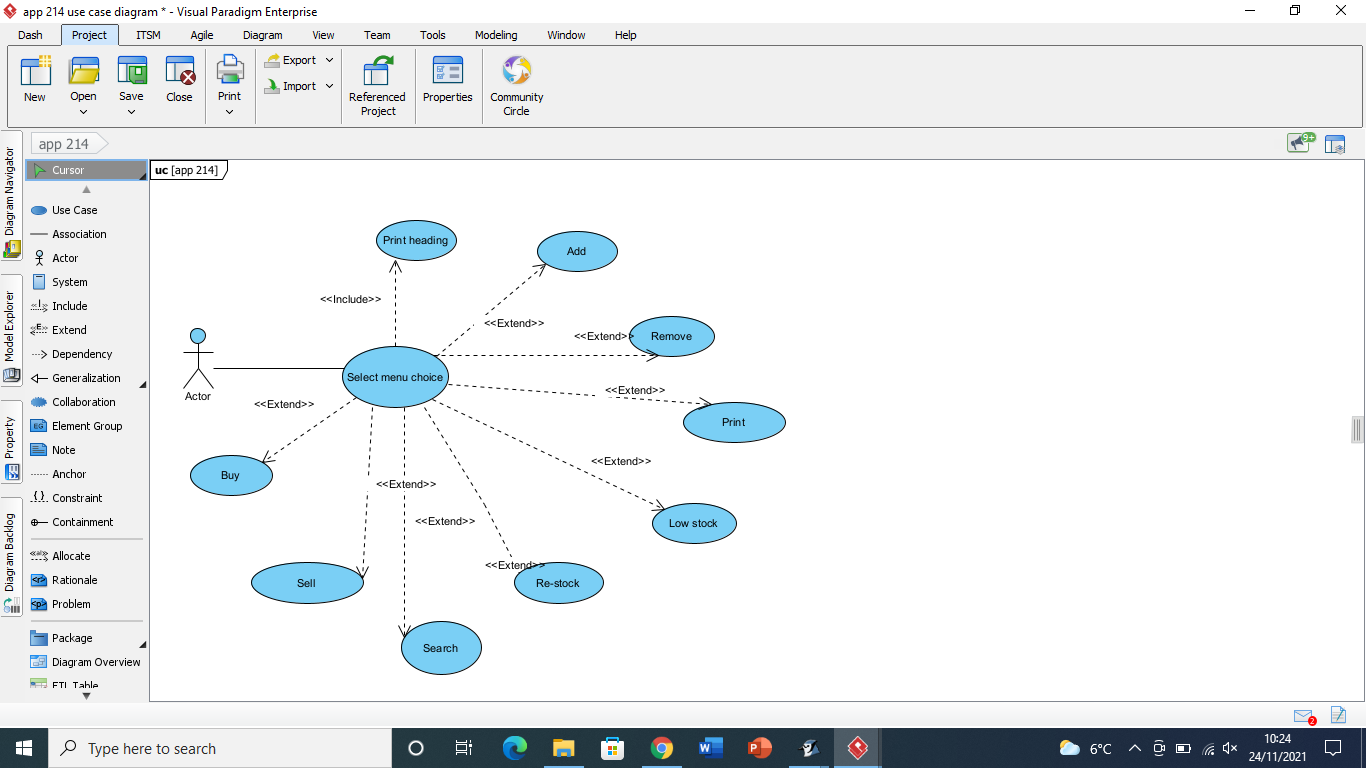 app 214 use case diagram * - Visual Paradigm Enterprise
Dash Project ITSM Agile Diagram View Team Tools Modeling Window Help
New Open Save Close Print Export Import Referenced Project Properties Community Circle
app 214
9+
Diagram Navigator
Model Explorer
Property
Diagram Backlog
Cursor
Use Case
Association
Actor
System
Include
Extend
Dependency
Generalization
Collaboration
Element Group
Note
Anchor
Constraint
Containment
Allocate
Rationale
Problem
Package
Diagram Overview
ETL Table
uc [app 214]
Print heading
Add
<<Include>>
<<Extend>>
<<Extend>>
Remove
Actor
Select menu choice
<<Extend>>
<<Extend>>
Print
Buy
<<Extend>>
<<Extend>>
<<Extend>>
Low stock
<<Extend>>
Sell
Re-stock
Search
2
Type here to search
6°C
10:24
24/11/2021